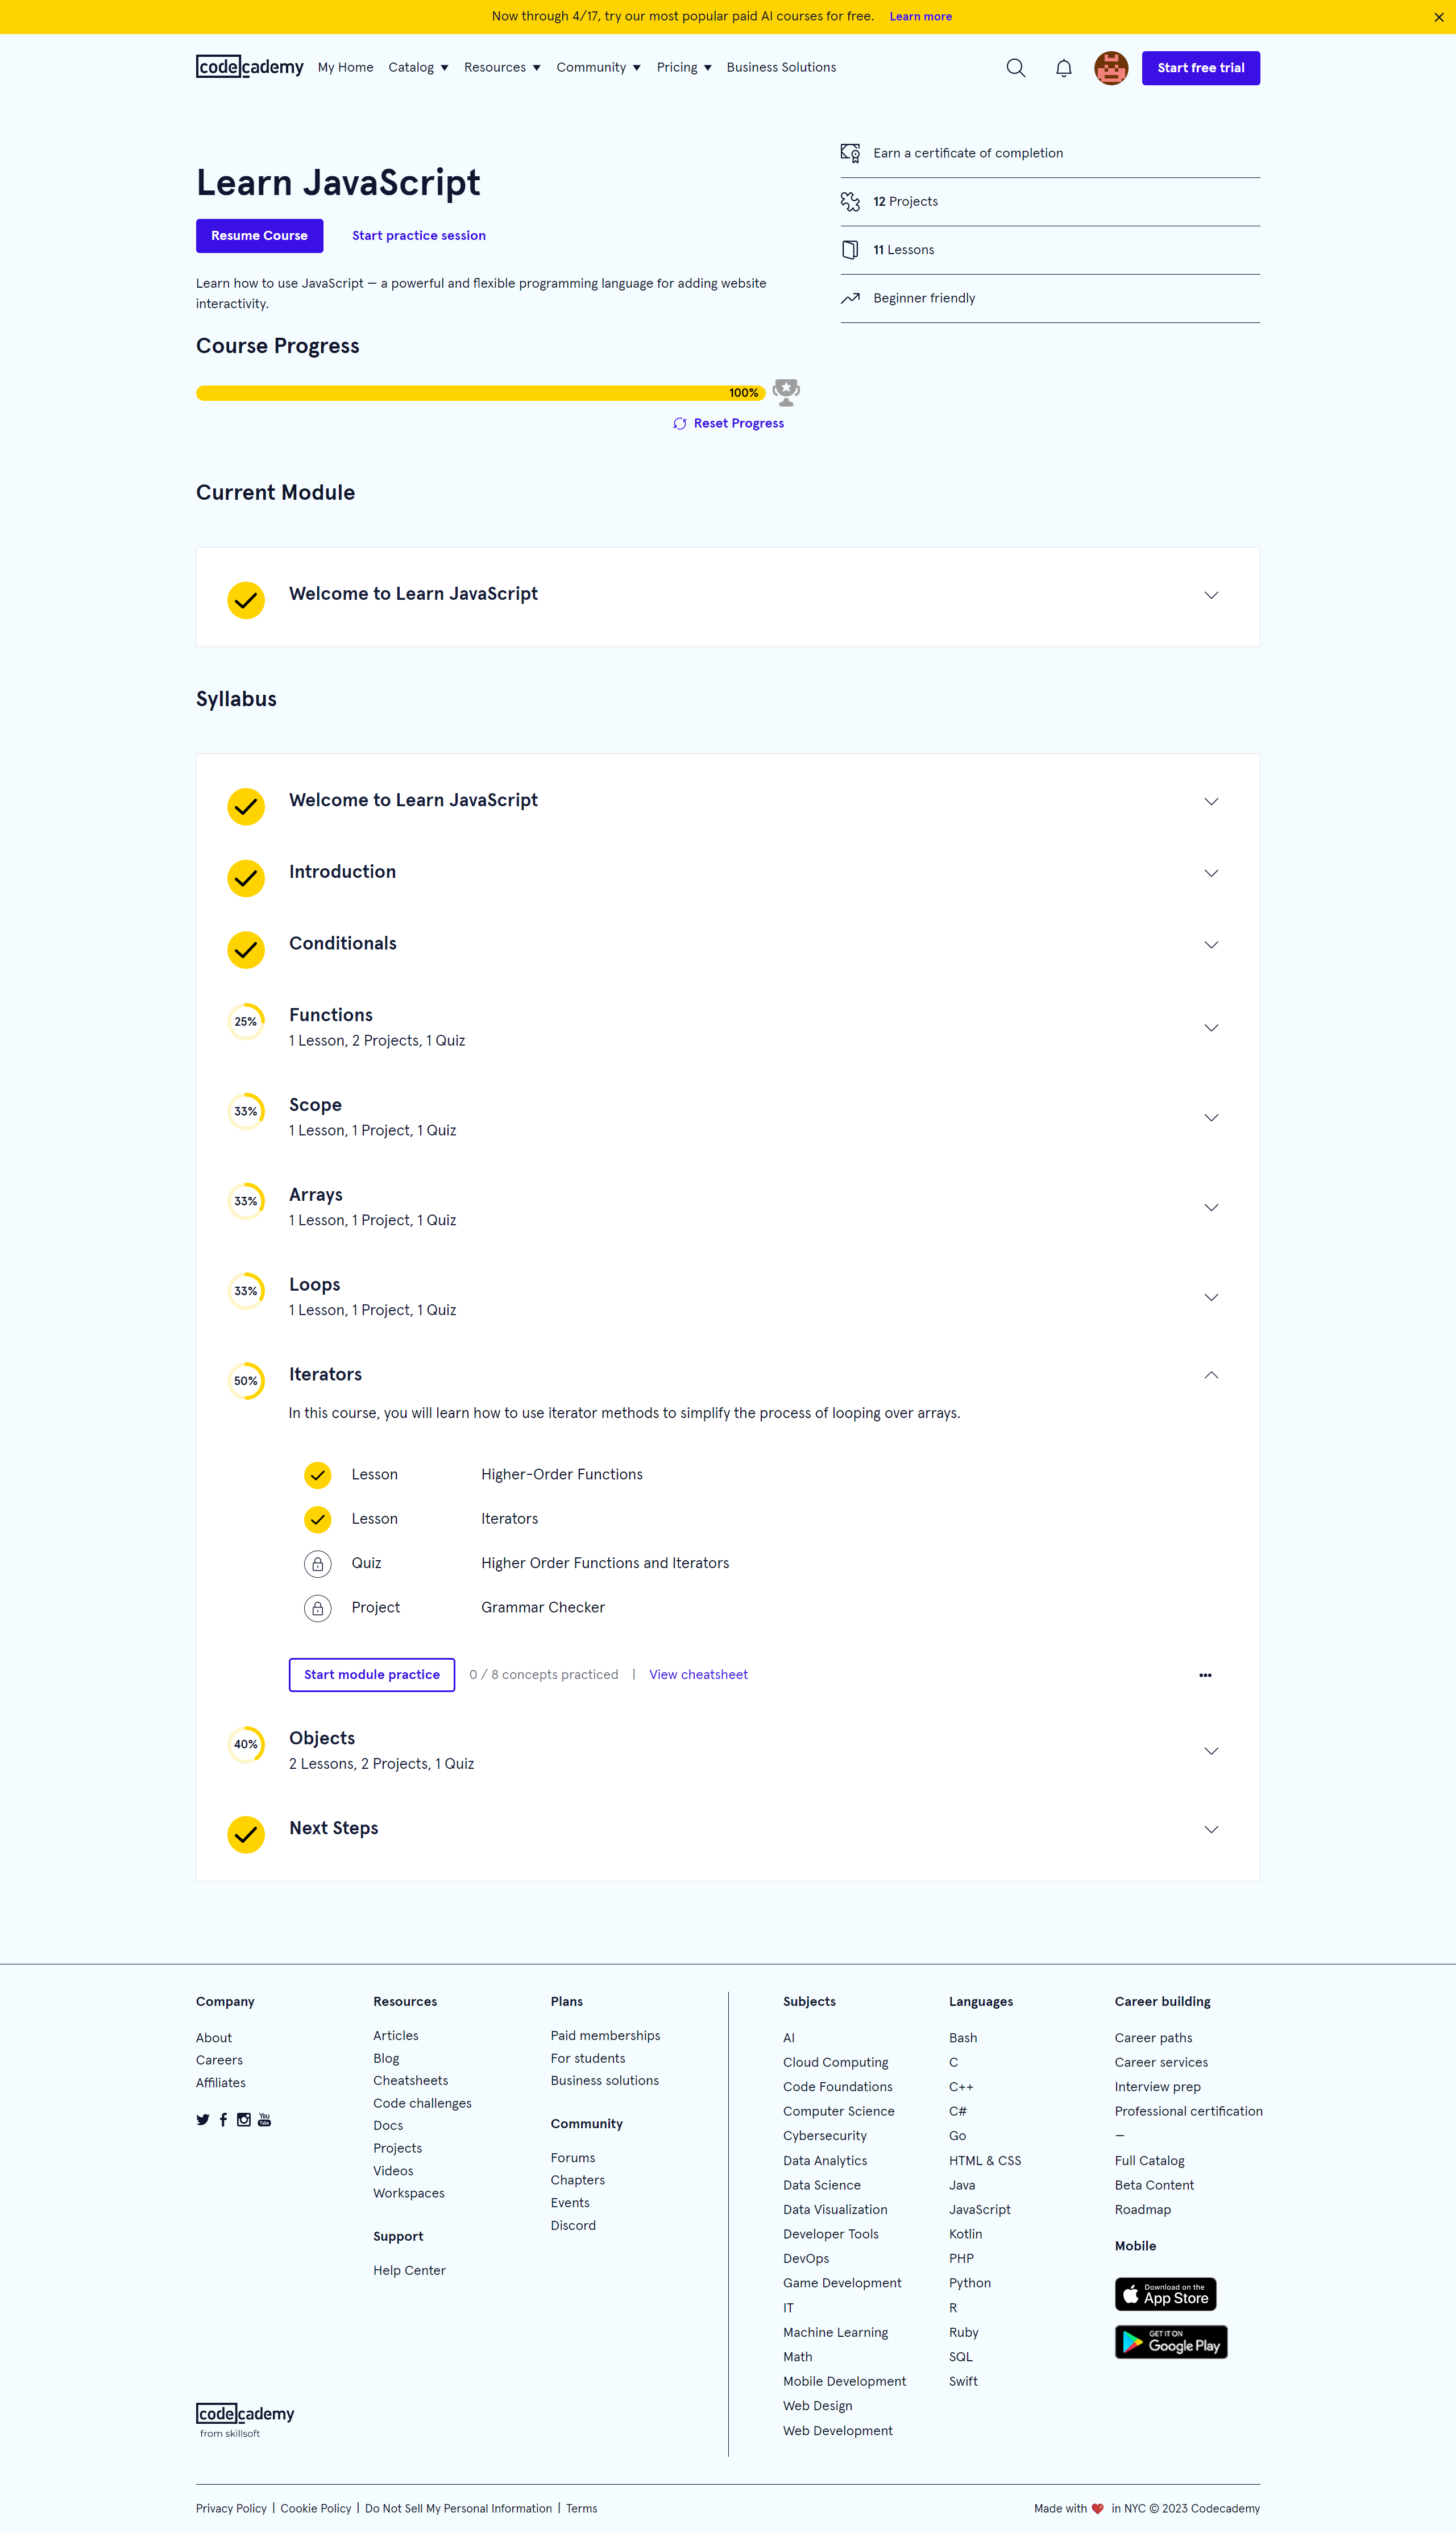 Now through 4/17, try our most popular paid AI courses for free. Learn more
codecademy My Home Catalog Resources Community Pricing Business Solutions Start free trial
Learn JavaScript
Resume Course Start practice session
Learn how to use JavaScript — a powerful and flexible programming language for adding website
interactivity.
Earn a certificate of completion
12 Projects
11 Lessons
Beginner friendly
Course Progress
100%
Reset Progress
Current Module
Welcome to Learn JavaScript
Syllabus
Welcome to Learn JavaScript
Introduction
Conditionals
25% Functions
1 Lesson, 2 Projects, 1 Quiz
33% Scope
1 Lesson, 1 Project, 1 Quiz
33% Arrays
1 Lesson, 1 Project, 1 Quiz
33% Loops
1 Lesson, 1 Project, 1 Quiz
50% Iterators
In this course, you will learn how to use iterator methods to simplify the process of looping over arrays.
Lesson Higher-Order Functions
Lesson Iterators
Quiz Higher Order Functions and Iterators
Project Grammar Checker
Start module practice 0 / 8 concepts practiced | View cheatsheet
40% Objects
2 Lessons, 2 Projects, 1 Quiz
Next Steps
Company
About
Careers
Affiliates
You
Tube
Resources
Articles
Blog
Cheatsheets
Code challenges
Docs
Projects
Videos
Workspaces
Support
Help Center
Plans
Paid memberships
For students
Business solutions
Community
Forums
Chapters
Events
Discord
Subjects
AI
Cloud Computing
Code Foundations
Computer Science
Cybersecurity
Data Analytics
Data Science
Data Visualization
Developer Tools
DevOps
Game Development
IT
Machine Learning
Math
Mobile Development
Web Design
Web Development
Languages
Bash
C
C++
C#
Go
HTML & CSS
Java
JavaScript
Kotlin
PHP
Python
R
Ruby
SQL
Swift
Career building
Career paths
Career services
Interview prep
Professional certification
—
Full Catalog
Beta Content
Roadmap
Mobile
Download on the
App Store
GET IT ON
Google Play
codecademy
from skillsoft
Privacy Policy | Cookie Policy | Do Not Sell My Personal Information | Terms
Made with ❤️ in NYC © 2023 Codecademy